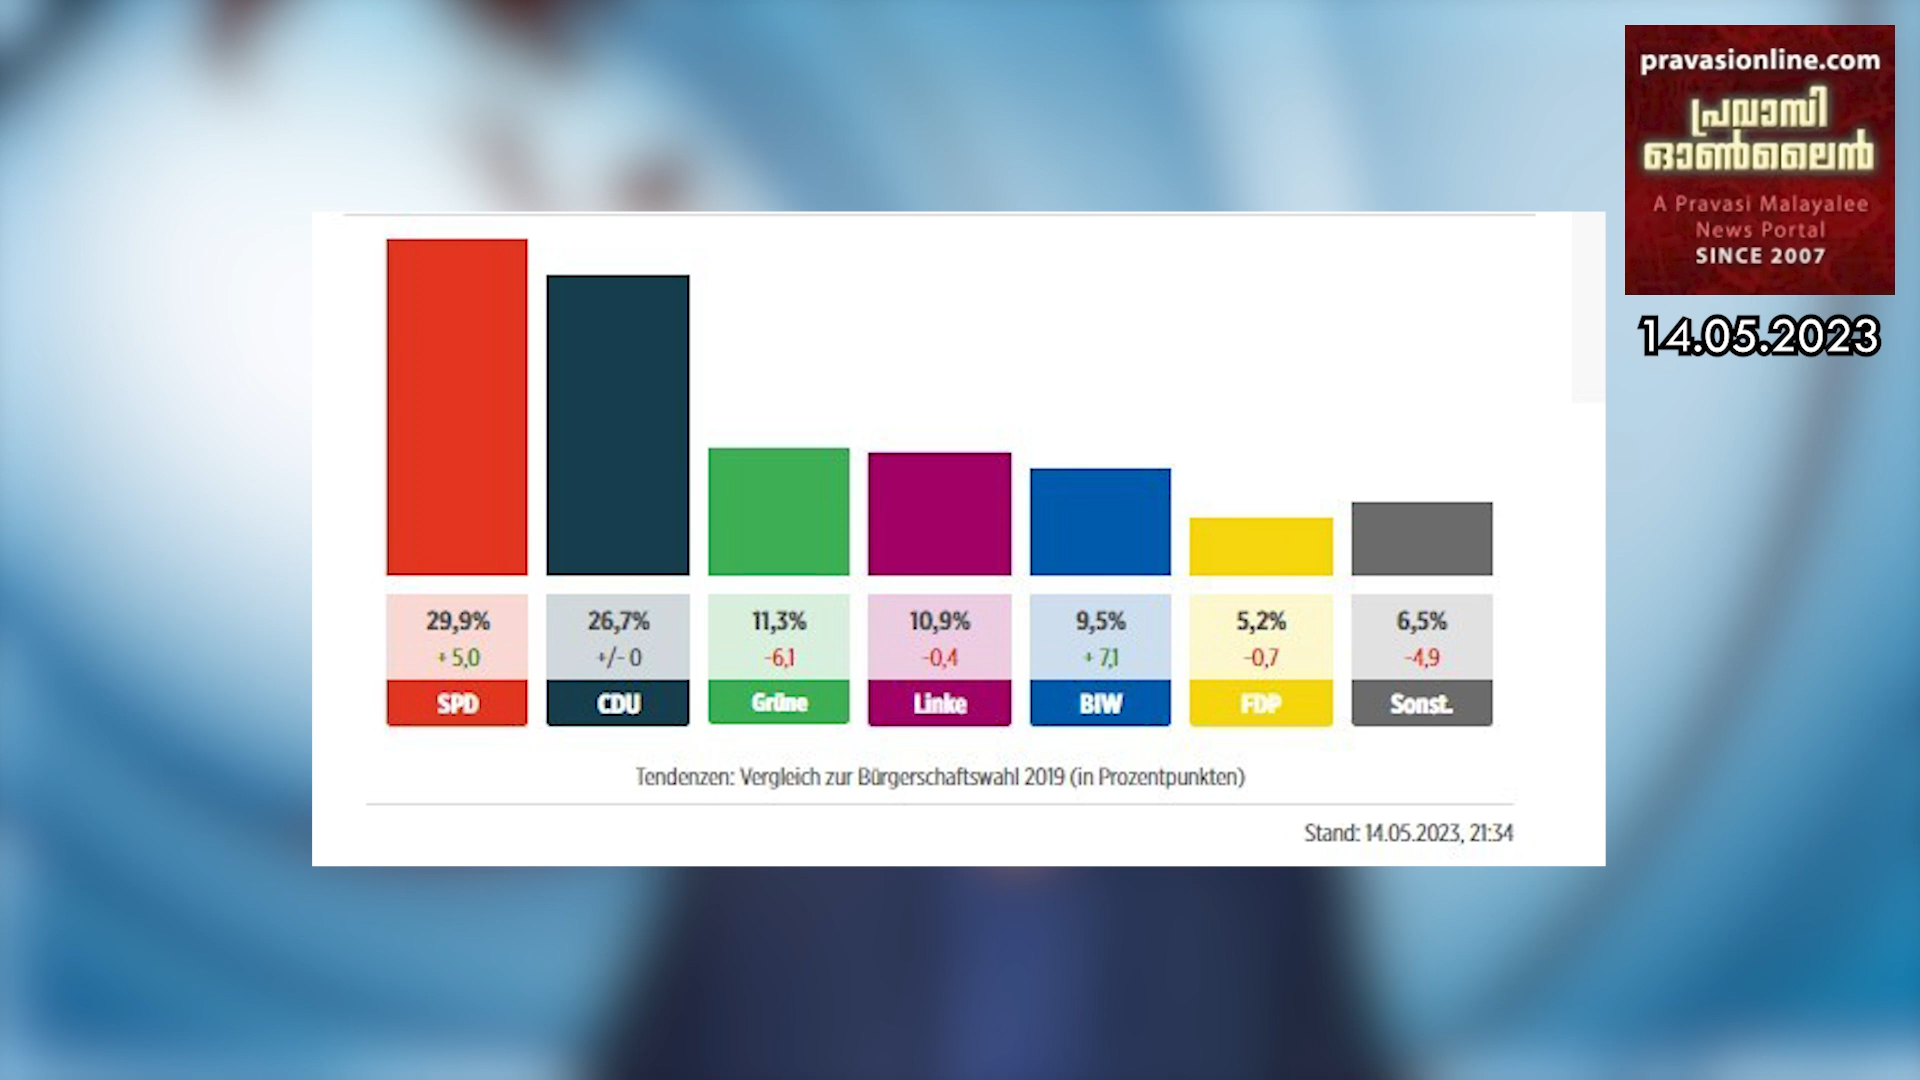 pravasionline.com
പ്രവാസി
ഓൺലൈൻ
A Pravasi Malayalee
News Portal
SINCE 2007
14.05.2023
29,9% 26,7% 11,3% 10,9% 9,5% 5,2% 6,5%
+ 5,0 +/- 0 -6,1 -0,4 + 7,1 -0,7 -4,9
SPD CDU Grüne Linke BIW FDP Sonst.
Tendenzen: Vergleich zur Bürgerschaftswahl 2019 (in Prozentpunkten)
Stand: 14.05.2023, 21:34